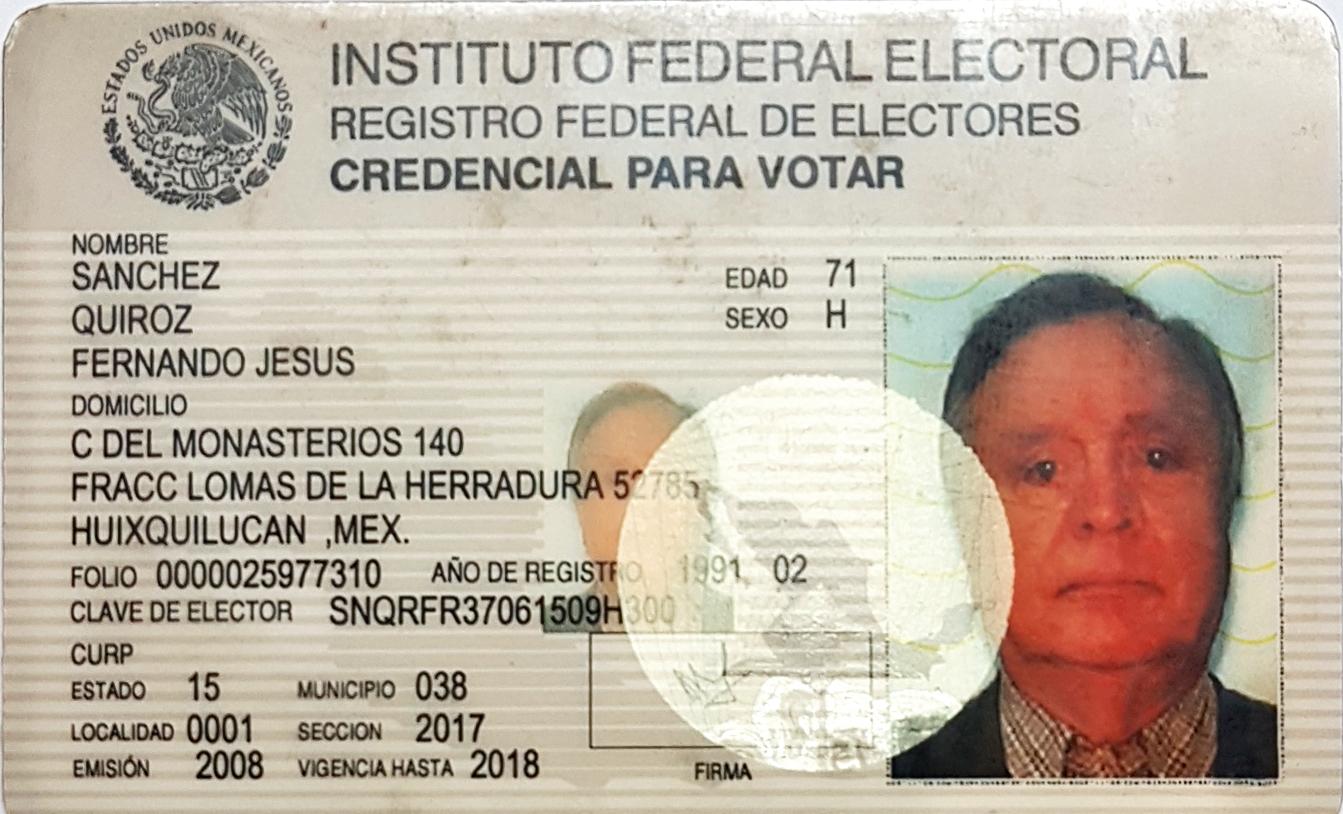 ESTADOS UNIDOS MEXICANOS
INSTITUTO FEDERAL ELECTORAL
REGISTRO FEDERAL DE ELECTORES
CREDENCIAL PARA VOTAR
NOMBRE
SANCHEZ
QUIROZ
FERNANDO JESUS
EDAD 71
SEXO H
DOMICILIO
C DEL MONASTERIOS 140
FRACC LOMAS DE LA HERRADURA 52785
HUIXQUILUCAN ,MEX.
FOLIO 0000025977310 AÑO DE REGISTRO 1991 02
CLAVE DE ELECTOR SNQRFR37061509H300
CURP
ESTADO 15 MUNICIPIO 038
LOCALIDAD 0001 SECCION 2017
EMISIÓN 2008 VIGENCIA HASTA 2018
FIRMA